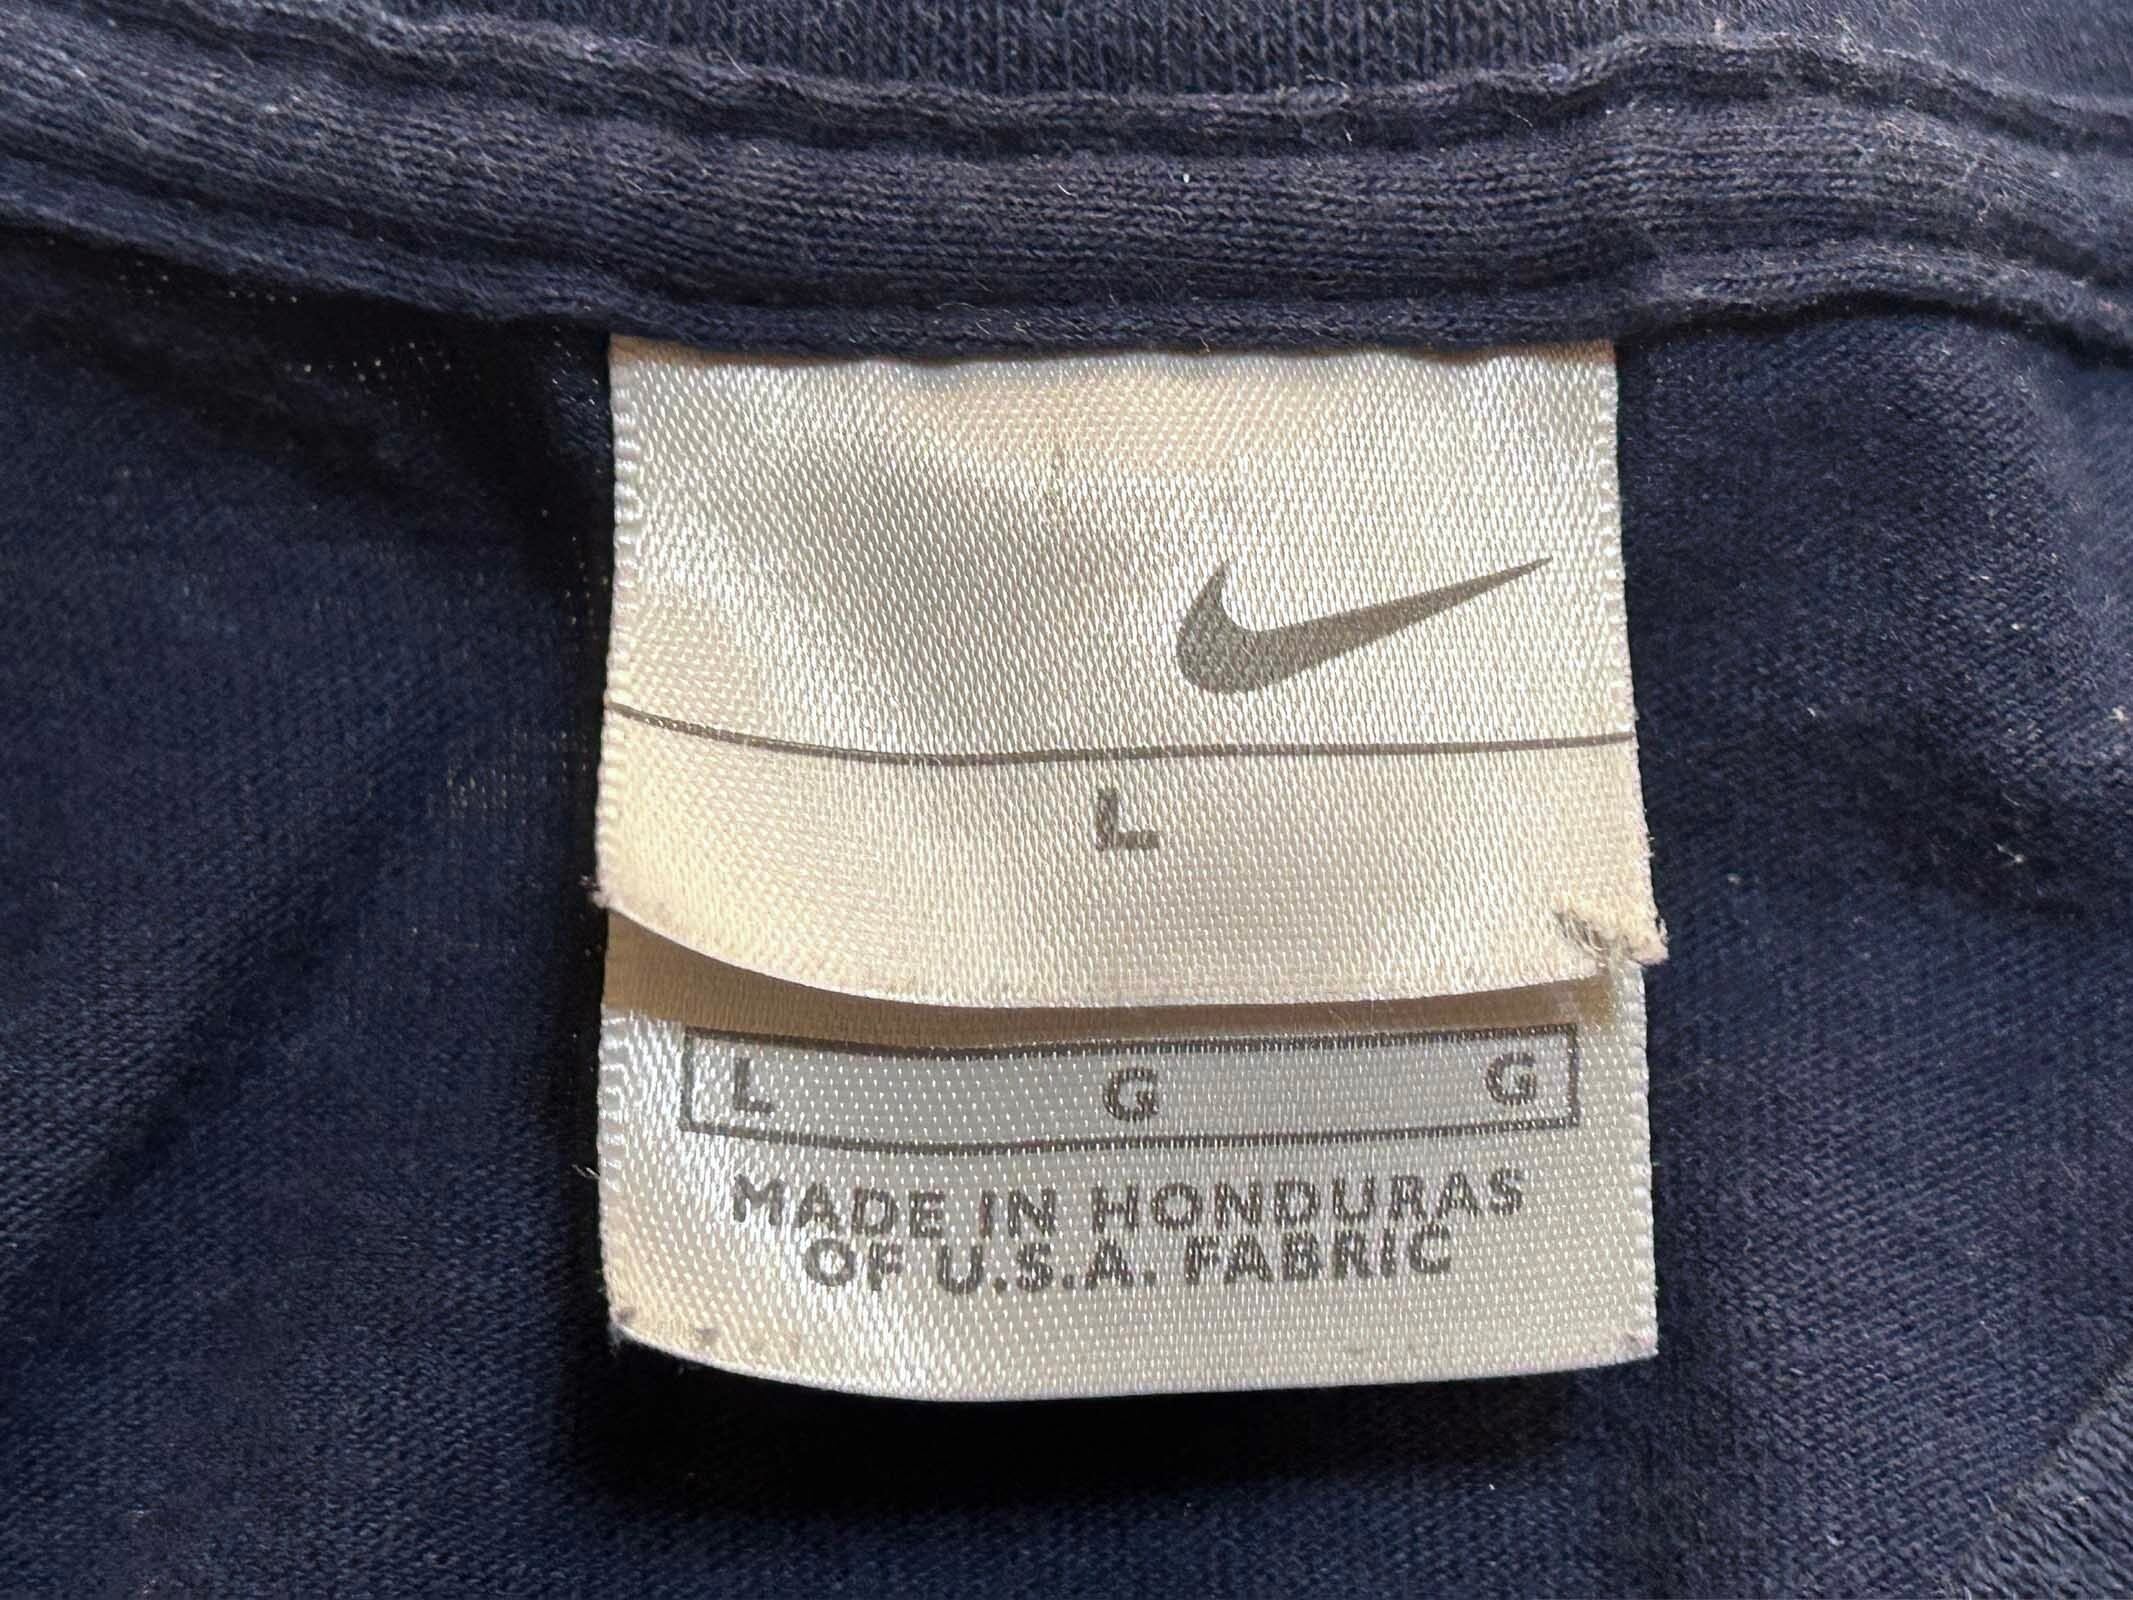 L
L G G
MADE IN HONDURAS
OF U.S.A. FABRIC